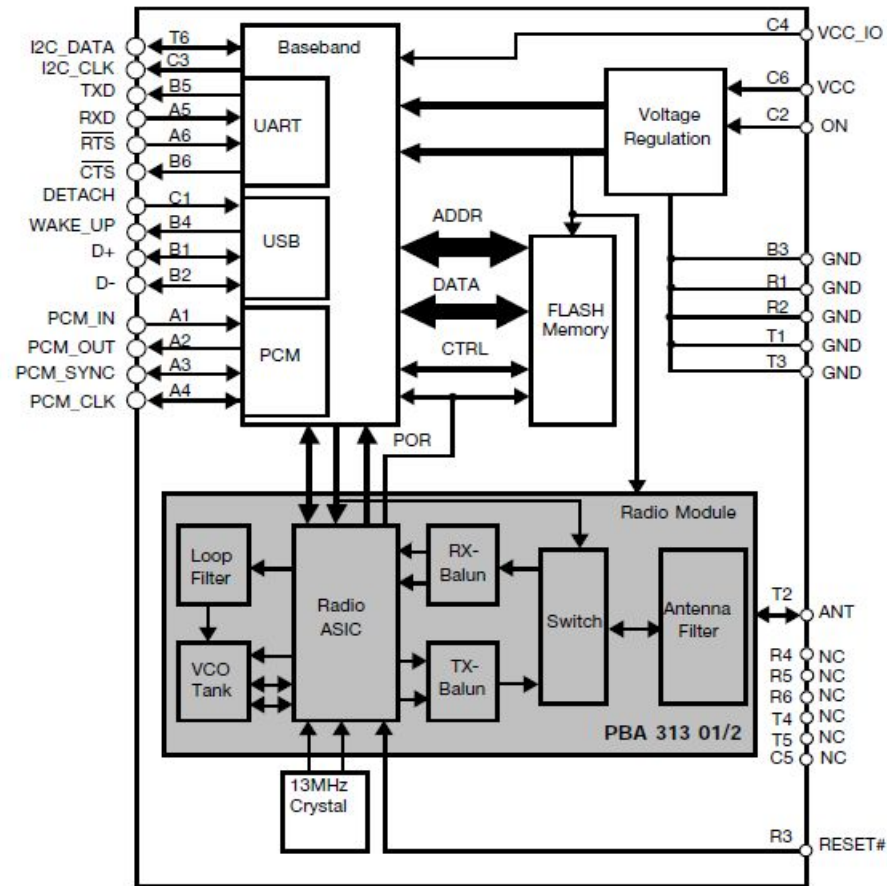 I2C_DATA T6
I2C_CLK C3
TXD B5
RXD A5
RTS A6
CTS B6
DETACH C1
WAKE_UP B4
D+ B1
D- B2
PCM_IN A1
PCM_OUT A2
PCM_SYNC A3
PCM_CLK A4
Baseband
UART
USB
PCM
C4 VCC_IO
C6 VCC
C2 ON
Voltage
Regulation
ADDR
DATA
CTRL
POR
FLASH
Memory
B3 GND
R1 GND
R2 GND
T1 GND
T3 GND
Radio Module
Loop
Filter
VCO
Tank
Radio
ASIC
RX-
Balun
TX-
Balun
Switch
Antenna
Filter
PBA 313 01/2
T2 ANT
R4 NC
R5 NC
R6 NC
T4 NC
T5 NC
C5 NC
13MHz
Crystal
R3 RESET#